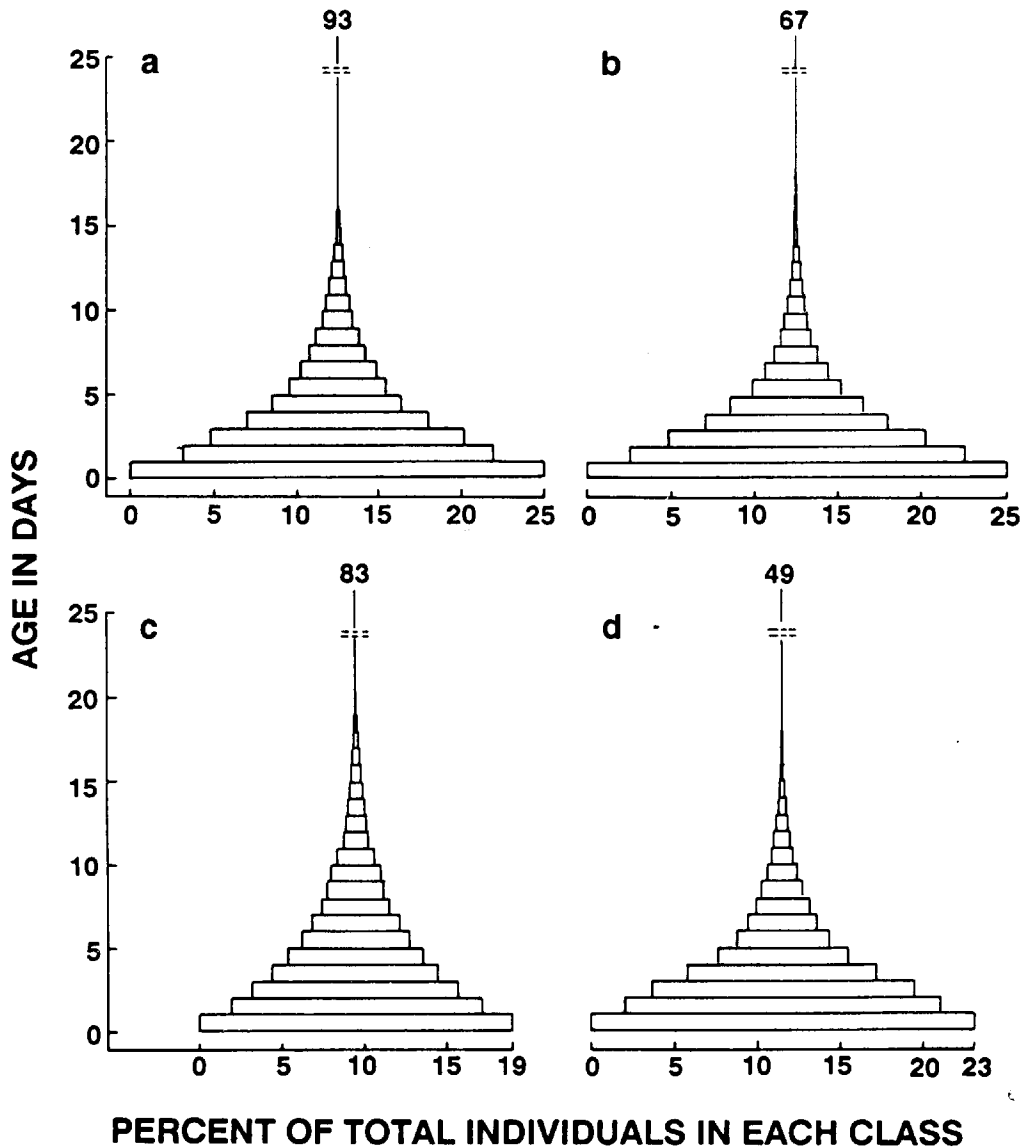 93
67
a
b
25
20
15
10
5
0
0 5 10 15 20 25
0 5 10 15 20 25
83
49
c
d
25
20
15
10
5
0
0 5 10 15 19
0 5 10 15 20 23
AGE IN DAYS
PERCENT OF TOTAL INDIVIDUALS IN EACH CLASS